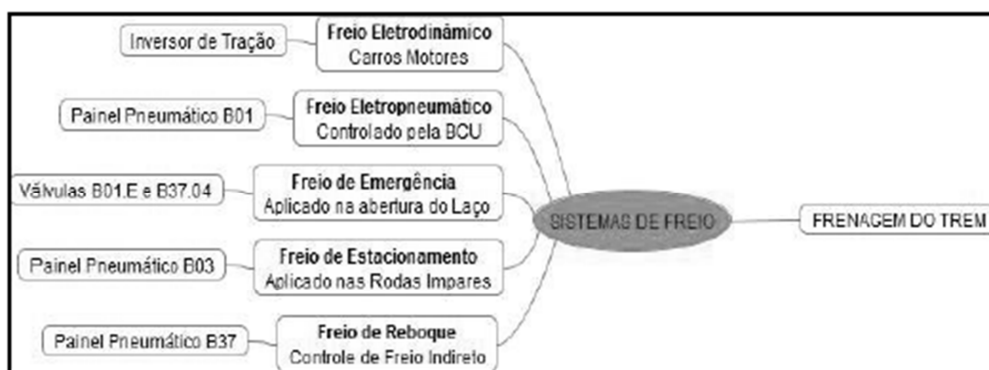 Inversor de Tração
Freio Eletrodinâmico
Carros Motores
Painel Pneumático B01
Freio Eletropneumático
Controlado pela BCU
Válvulas B01.E e B37.04
Freio de Emergência
Aplicado na abertura do Laço
SISTEMAS DE FREIO
FRENAGEM DO TREM
Painel Pneumático B03
Freio de Estacionamento
Aplicado nas Rodas Impares
Painel Pneumático B37
Freio de Reboque
Controle de Freio Indireto